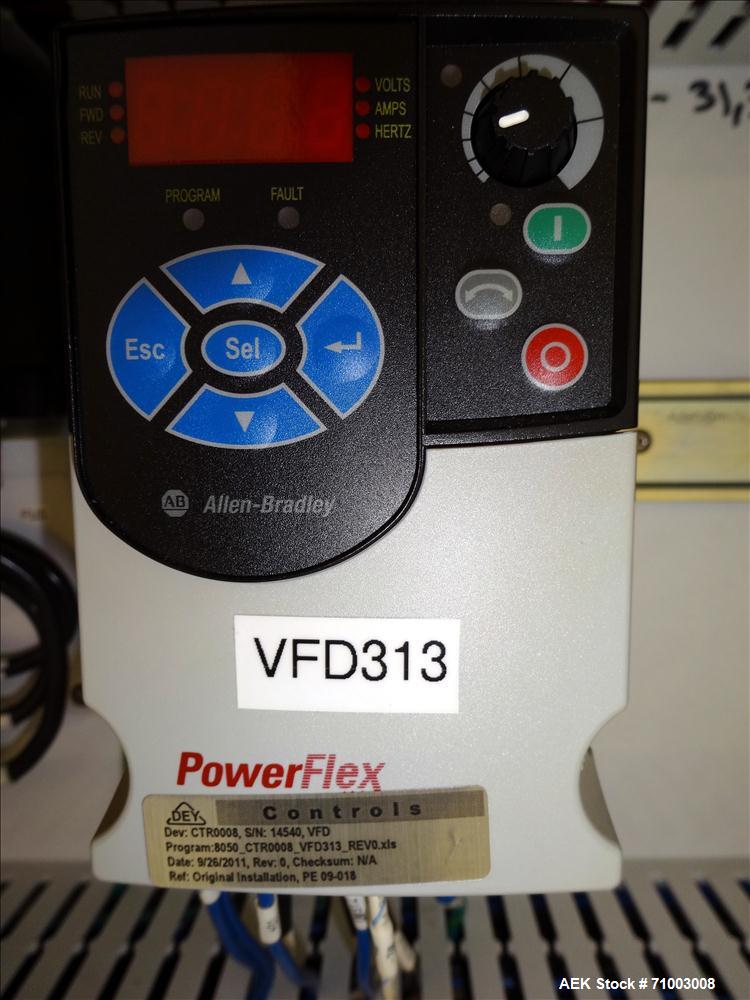 RUN
FWD
REV
VOLTS
AMPS
HERTZ
PROGRAM
FAULT
Esc
Sel
AB Allen-Bradley
VFD313
PowerFlex
DEY Controls
Dev: CTR0008, S/N: 14540, VFD
Program:8050_CTR0008_VFD313_REV0.xls
Date: 9/26/2011, Rev: 0, Checksum: N/A
Ref: Original Installation, PE 09-018
AEK Stock # 71003008